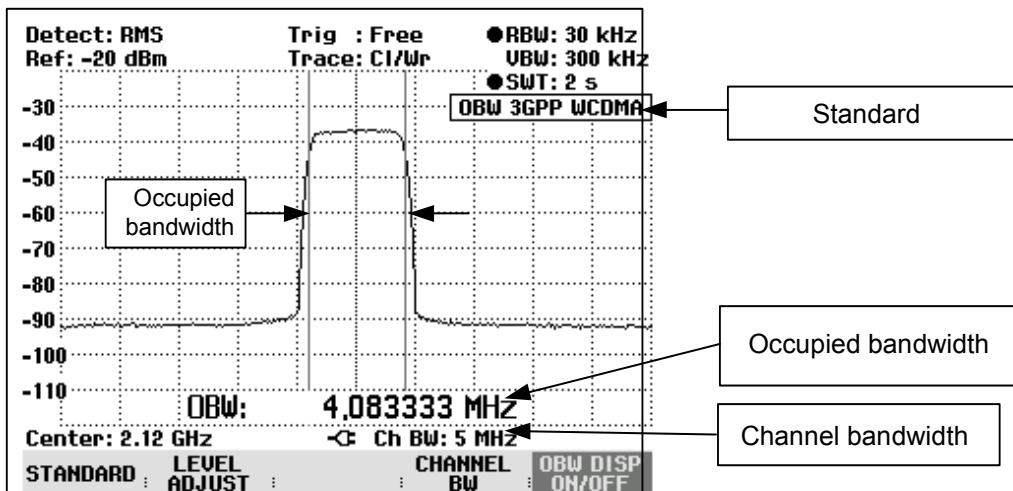 Detect: RMS Trig : Free ●RBW: 30 kHz
Ref: -20 dBm Trace: Cl/Wr VBW: 300 kHz
●SWT: 2 s
OBW 3GPP WCDMA
Standard
-30
-40
-50
Occupied
bandwidth
-60
-70
-80
-90
Occupied bandwidth
-100
-110
OBW: 4.083333 MHz
Center: 2.12 GHz Ch BW: 5 MHz
Channel bandwidth
STANDARD LEVEL ADJUST CHANNEL BW OBW DISP ON/OFF